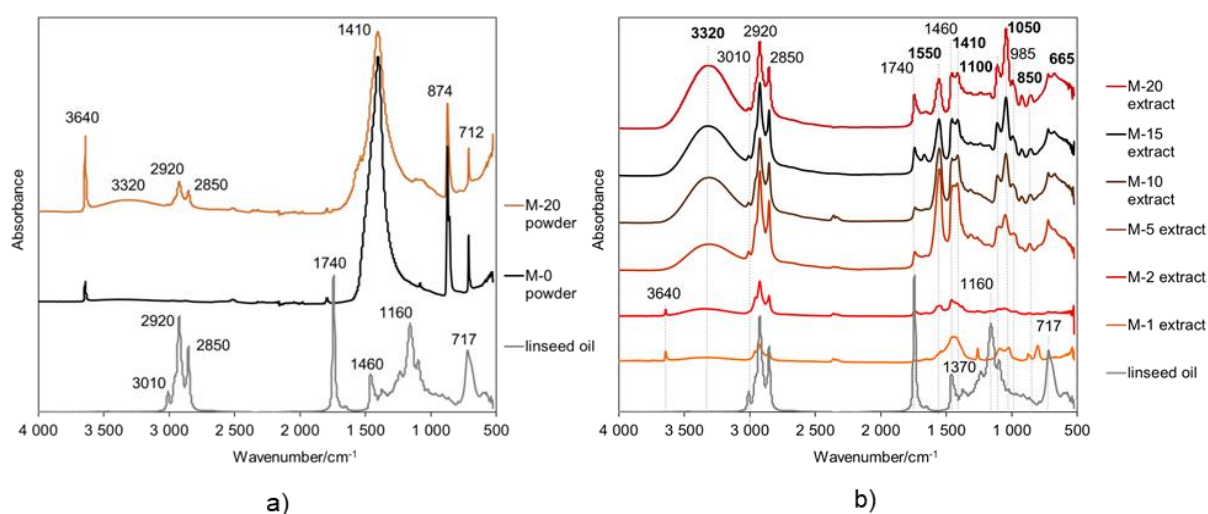 1410
3640
3320
2920
2850
874
712
M-20
powder
M-0
powder
linseed oil
1740
2920
2850
3010
1460
1160
717
Absorbance
4 000
3 500
3 000
2 500
2 000
1 500
1 000
500
Wavenumber/cm-1
a)
3320
3010
2920
2850
1740
1550
1460
1410
1100
1050
985
850
665
M-20
extract
M-15
extract
M-10
extract
M-5 extract
M-2 extract
M-1 extract
linseed oil
3640
1160
1370
717
Absorbance
4 000
3 500
3 000
2 500
2 000
1 500
1 000
500
Wavenumber/cm-1
b)